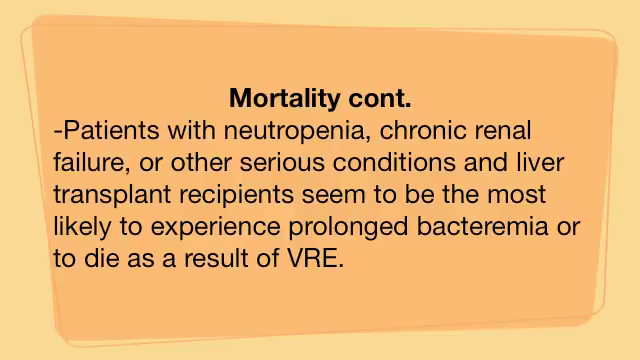 Mortality cont.
-Patients with neutropenia, chronic renal
failure, or other serious conditions and liver
transplant recipients seem to be the most
likely to experience prolonged bacteremia or
to die as a result of VRE.